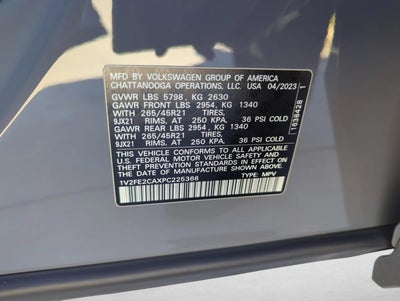 MFD. BY VOLKSWAGEN GROUP OF AMERICA
CHATTANOOGA OPERATIONS, LLC. USA 04/2023
GVWR LBS 5798, KG 2630
GAWR FRONT LBS 2954, KG 1340
WITH 265/45R21 TIRES,
9JX21 RIMS, AT 250 KPA, 36 PSI COLD
GAWR REAR LBS 2954, KG 1340
WITH 265/45R21 TIRES,
9JX21 RIMS, AT 250 KPA, 36 PSI COLD
THIS VEHICLE CONFORMS TO ALL APPLICABLE
FEDERAL MOTOR VEHICLE SAFETY, BUMPER, AND
THEFT PREVENTION STANDARDS IN EFFECT ON
THE DATE OF MANUFACTURE SHOWN ABOVE.
1V2FE2CAXPC226366 TYPE: MPV
1638428